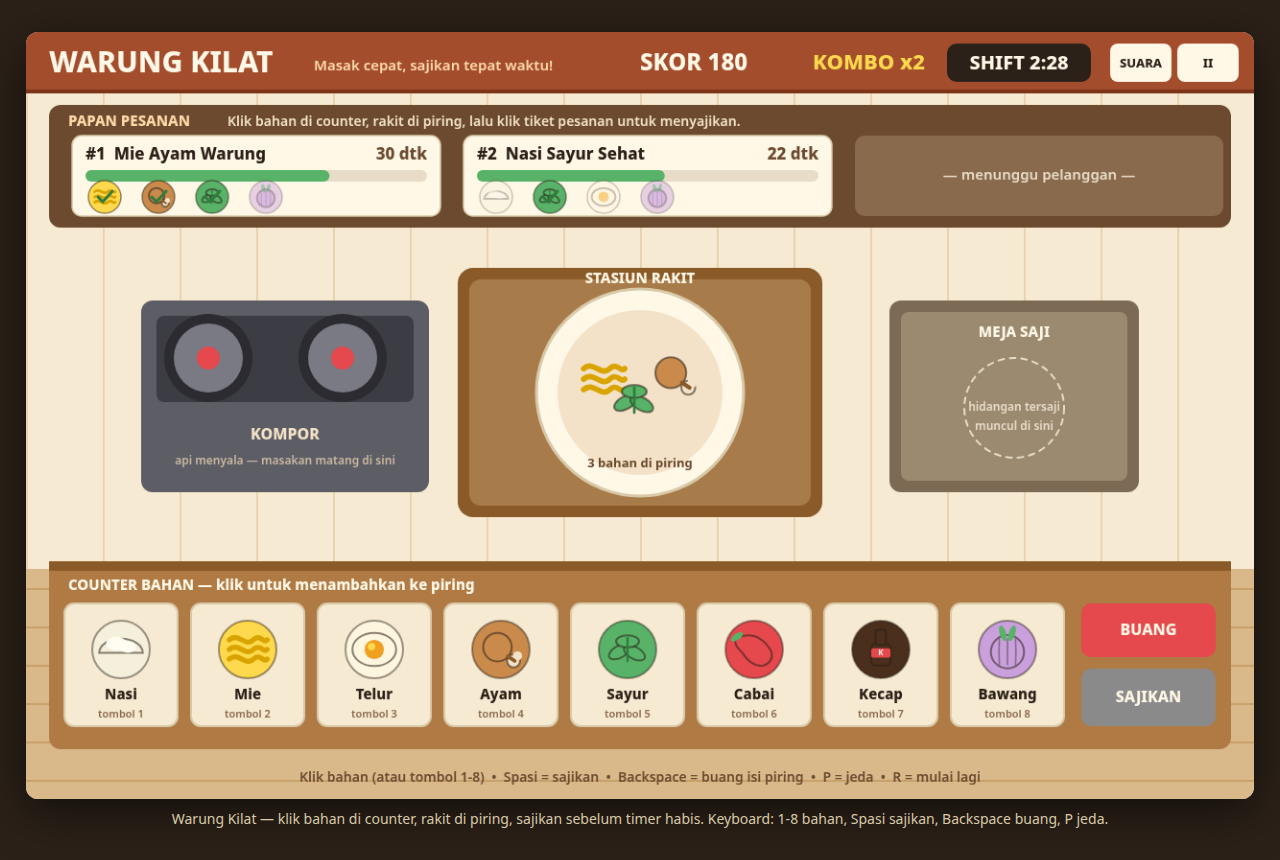 WARUNG KILAT
Masak cepat, sajikan tepat waktu!
SKOR 180
KOMBO x2
SHIFT 2:28
SUARA
II
PAPAN PESANAN
Klik bahan di counter, rakit di piring, lalu klik tiket pesanan untuk menyajikan.
#1 Mie Ayam Warung
30 dtk
#2 Nasi Sayur Sehat
22 dtk
— menunggu pelanggan —
STASIUN RAKIT
3 bahan di piring
KOMPOR
api menyala — masakan matang di sini
MEJA SAJI
hidangan tersaji
muncul di sini
COUNTER BAHAN — klik untuk menambahkan ke piring
Nasi
tombol 1
Mie
tombol 2
Telur
tombol 3
Ayam
tombol 4
Sayur
tombol 5
Cabai
tombol 6
K
Kecap
tombol 7
Bawang
tombol 8
BUANG
SAJIKAN
Klik bahan (atau tombol 1-8) • Spasi = sajikan • Backspace = buang isi piring • P = jeda • R = mulai lagi
Warung Kilat — klik bahan di counter, rakit di piring, sajikan sebelum timer habis. Keyboard: 1-8 bahan, Spasi sajikan, Backspace buang, P jeda.